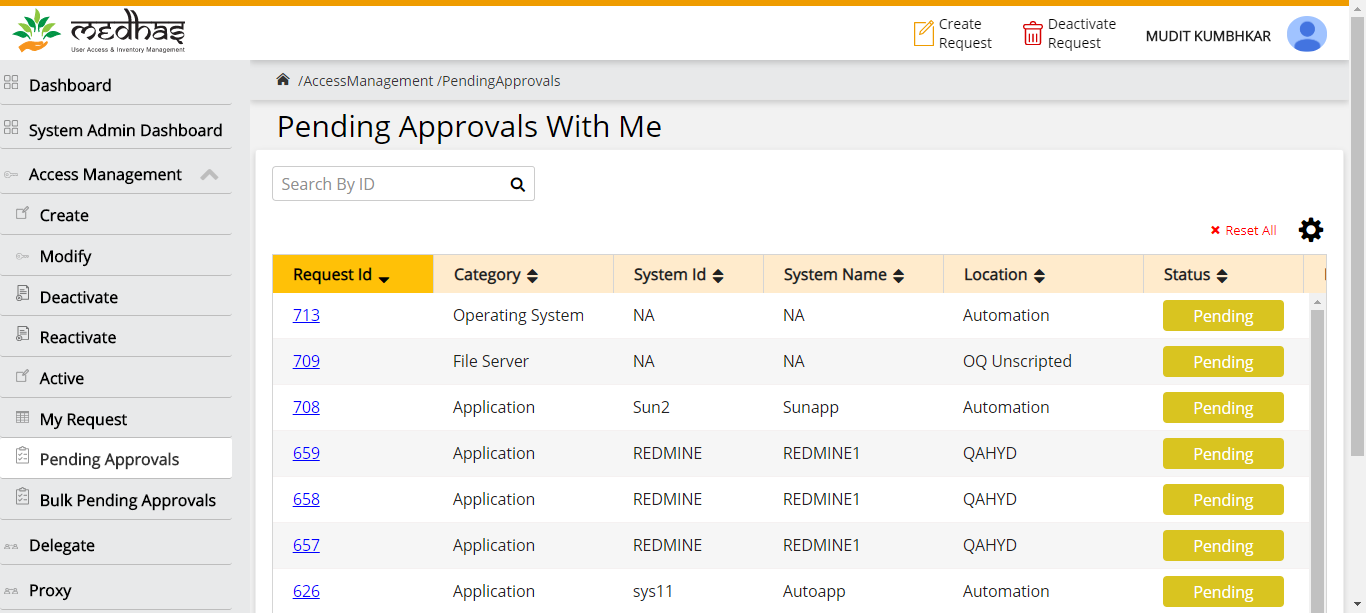 medhas
User Access & Inventory Management
Create
Request
Deactivate
Request
MUDIT KUMBHKAR
Dashboard
System Admin Dashboard
Access Management
Create
Modify
Deactivate
Reactivate
Active
My Request
Pending Approvals
Bulk Pending Approvals
Delegate
Proxy
/AccessManagement /PendingApprovals
Pending Approvals With Me
Search By ID
Reset All
Request Id Category System Id System Name Location Status
713 Operating System NA NA Automation Pending
709 File Server NA NA OQ Unscripted Pending
708 Application Sun2 Sunapp Automation Pending
659 Application REDMINE REDMINE1 QAHYD Pending
658 Application REDMINE REDMINE1 QAHYD Pending
657 Application REDMINE REDMINE1 QAHYD Pending
626 Application sys11 Autoapp Automation Pending